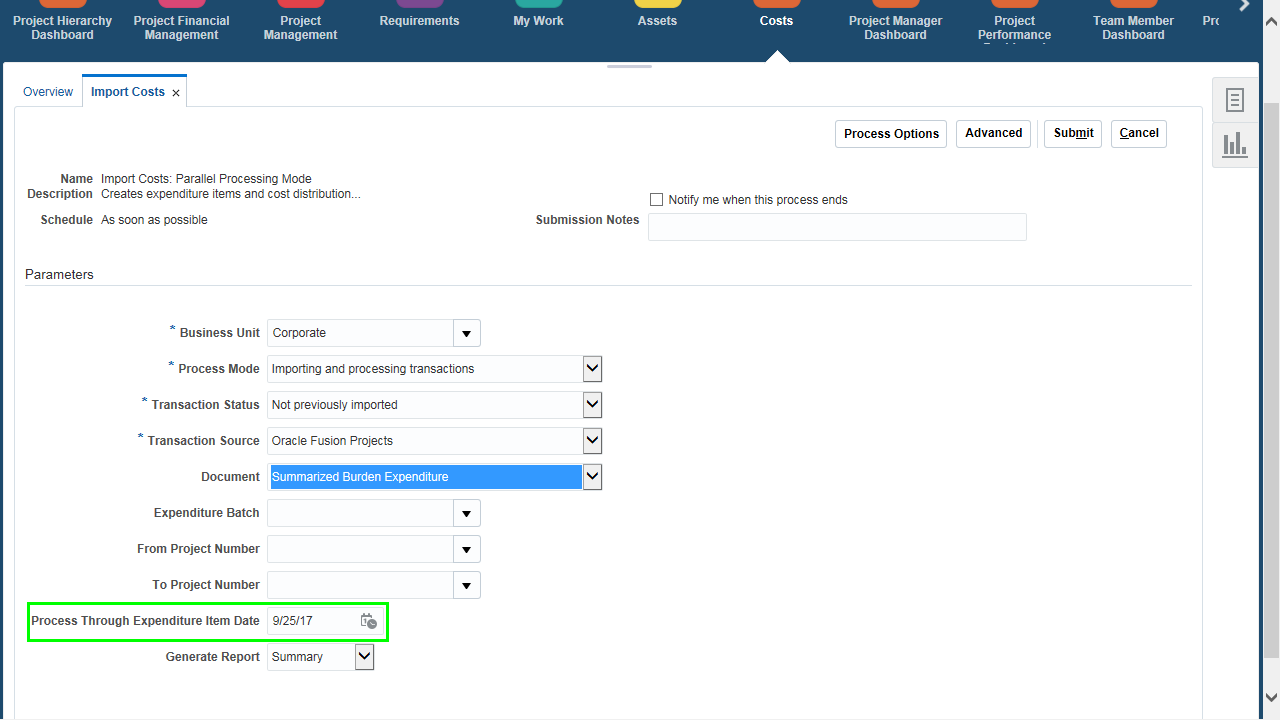 Project Hierarchy Dashboard
Project Financial Management
Project Management
Requirements
My Work
Assets
Costs
Project Manager Dashboard
Project Performance
Team Member Dashboard
Overview
Import Costs x
Process Options Advanced Submit Cancel
Name Import Costs: Parallel Processing Mode
Description Creates expenditure items and cost distribution...
Notify me when this process ends
Schedule As soon as possible
Submission Notes
Parameters
* Business Unit Corporate
* Process Mode Importing and processing transactions
* Transaction Status Not previously imported
* Transaction Source Oracle Fusion Projects
Document Summarized Burden Expenditure
Expenditure Batch
From Project Number
To Project Number
Process Through Expenditure Item Date 9/25/17
Generate Report Summary